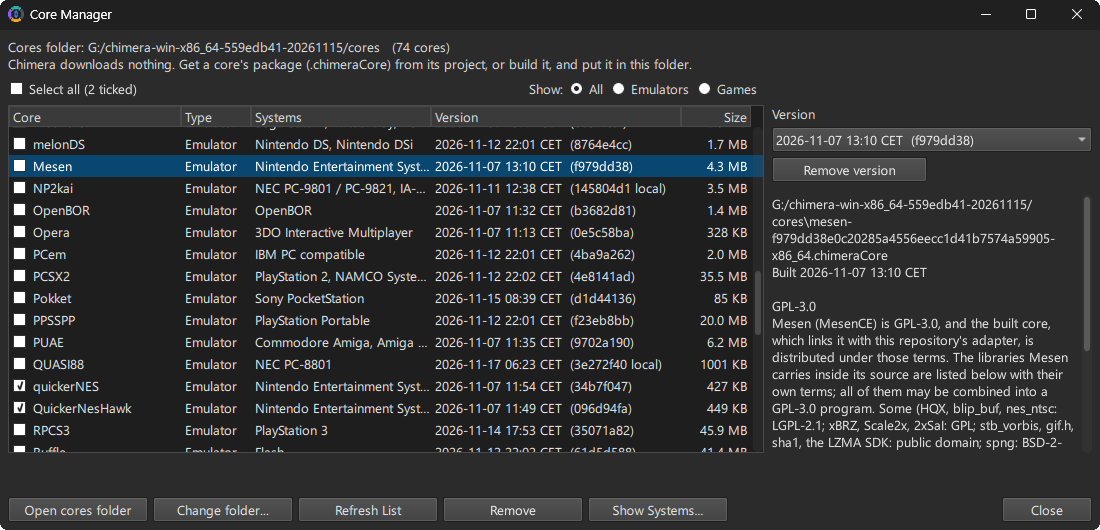 Core Manager
Cores folder: G:/chimera-win-x86_64-559edb41-20261115/cores (74 cores)
Chimera downloads nothing. Get a core's package (.chimeraCore) from its project, or build it, and put it in this folder.
Select all (2 ticked)
Show: All Emulators Games
Core Type Systems Version Size
melonDS Emulator Nintendo DS, Nintendo DSi 2026-11-12 22:01 CET (8764e4cc) 1.7 MB
Mesen Emulator Nintendo Entertainment Syst... 2026-11-07 13:10 CET (f979dd38) 4.3 MB
NP2kai Emulator NEC PC-9801 / PC-9821, IA-... 2026-11-11 12:38 CET (145804d1 local) 3.5 MB
OpenBOR Emulator OpenBOR 2026-11-07 11:32 CET (b3682d81) 1.4 MB
Opera Emulator 3DO Interactive Multiplayer 2026-11-07 11:13 CET (0e5c58ba) 328 KB
PCem Emulator IBM PC compatible 2026-11-12 22:01 CET (4ba9a262) 2.0 MB
PCSX2 Emulator PlayStation 2, NAMCO Syste... 2026-11-12 22:02 CET (4e8141ad) 35.5 MB
Pokket Emulator Sony PocketStation 2026-11-15 08:39 CET (d1d44136) 85 KB
PPSSPP Emulator PlayStation Portable 2026-11-12 22:01 CET (f23eb8bb) 20.0 MB
PUAE Emulator Commodore Amiga, Amiga ... 2026-11-07 11:35 CET (9702a190) 6.2 MB
QUASI88 Emulator NEC PC-8801 2026-11-17 06:23 CET (3e272f40 local) 1001 KB
quickerNES Emulator Nintendo Entertainment Syst... 2026-11-07 11:54 CET (34b7f047) 427 KB
QuickerNesHawk Emulator Nintendo Entertainment Syst... 2026-11-07 11:49 CET (096d94fa) 449 KB
RPCS3 Emulator PlayStation 3 2026-11-14 17:53 CET (35071a82) 45.9 MB
Version
2026-11-07 13:10 CET (f979dd38)
Remove version
G:/chimera-win-x86_64-559edb41-20261115/
cores\mesen-
f979dd38e0c20285a4556eecc1d41b7574a59905-
x86_64.chimeraCore
Built 2026-11-07 13:10 CET
GPL-3.0
Mesen (MesenCE) is GPL-3.0, and the built core,
which links it with this repository's adapter, is
distributed under those terms. The libraries Mesen
carries inside its source are listed below with
their own terms; all of them may be combined into a
GPL-3.0 program. Some (HQX, blip_buf, nes_ntsc:
LGPL-2.1; xBRZ, Scale2x, 2xSal: GPL; stb_vorbis, gif.h,
sha1, the LZMA SDK: public domain; spng: BSD-2-
Open cores folder
Change folder...
Refresh List
Remove
Show Systems...
Close